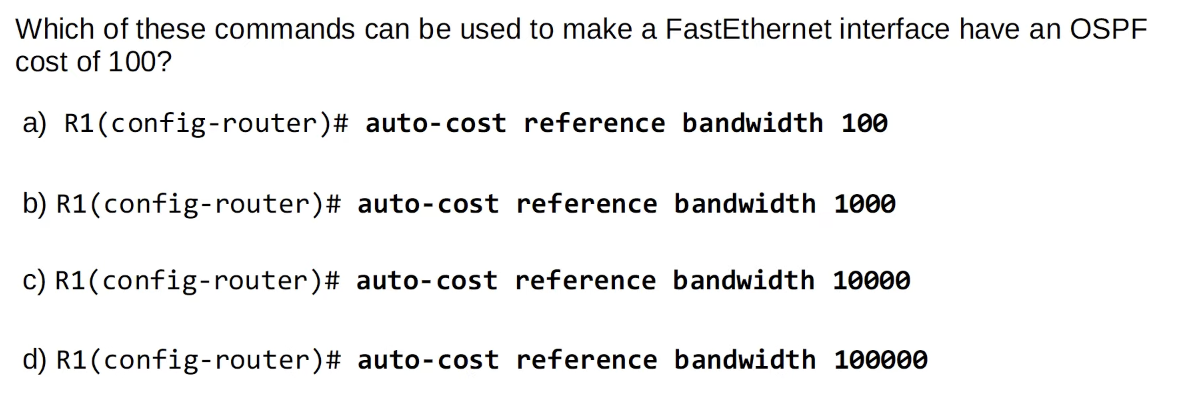 Which of these commands can be used to make a FastEthernet interface have an OSPF
cost of 100?
a) R1(config-router)# auto-cost reference bandwidth 100
b) R1(config-router)# auto-cost reference bandwidth 1000
c) R1(config-router)# auto-cost reference bandwidth 10000
d) R1(config-router)# auto-cost reference bandwidth 100000